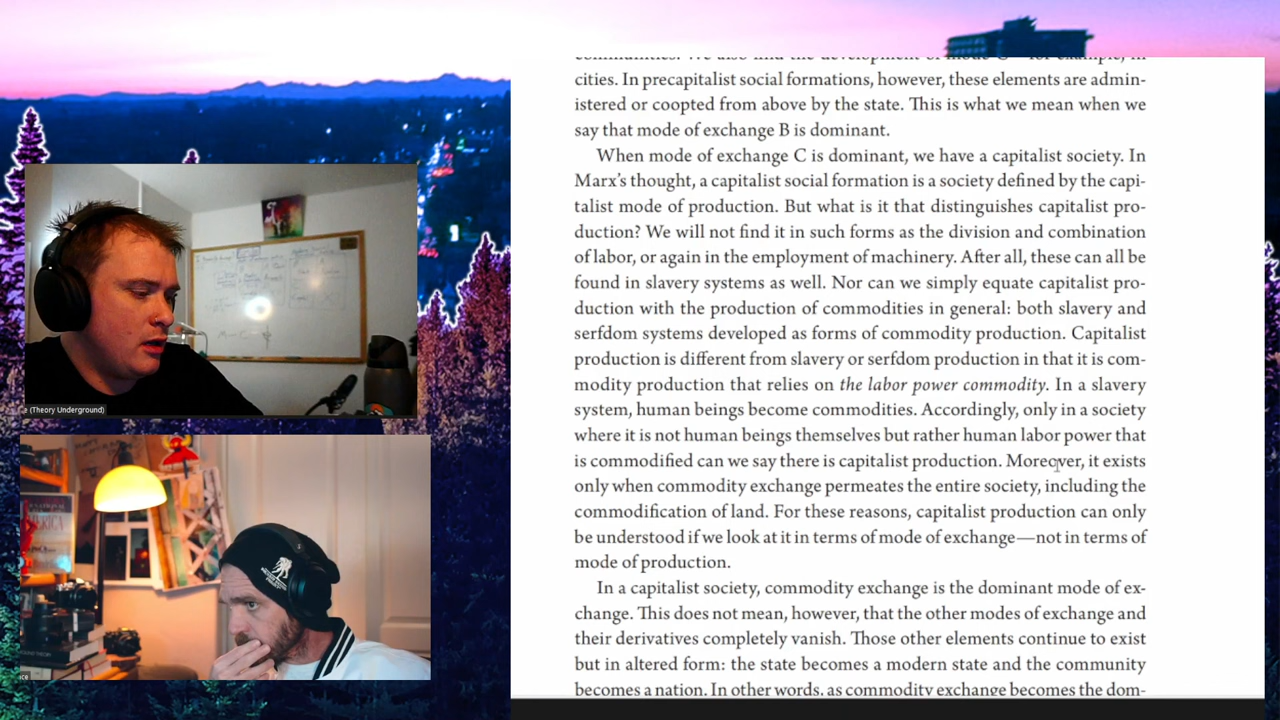 communities. We also find the development of mode C—for example, in
cities. In precapitalist social formations, however, these elements are admin-
istered or coopted from above by the state. This is what we mean when we
say that mode of exchange B is dominant.
When mode of exchange C is dominant, we have a capitalist society. In
Marx’s thought, a capitalist social formation is a society defined by the capi-
talist mode of production. But what is it that distinguishes capitalist pro-
duction? We will not find it in such forms as the division and combination
of labor, or again in the employment of machinery. After all, these can all be
found in slavery systems as well. Nor can we simply equate capitalist pro-
duction with the production of commodities in general: both slavery and
serfdom systems developed as forms of commodity production. Capitalist
production is different from slavery or serfdom production in that it is com-
modity production that relies on the labor power commodity. In a slavery
system, human beings become commodities. Accordingly, only in a society
where it is not human beings themselves but rather human labor power that
is commodified can we say there is capitalist production. Moreover, it exists
only when commodity exchange permeates the entire society, including the
commodification of land. For these reasons, capitalist production can only
be understood if we look at it in terms of mode of exchange—not in terms of
mode of production.
In a capitalist society, commodity exchange is the dominant mode of ex-
change. This does not mean, however, that the other modes of exchange and
their derivatives completely vanish. Those other elements continue to exist
but in altered form: the state becomes a modern state and the community
becomes a nation. In other words, as commodity exchange becomes the dom-
e (Theory Underground)